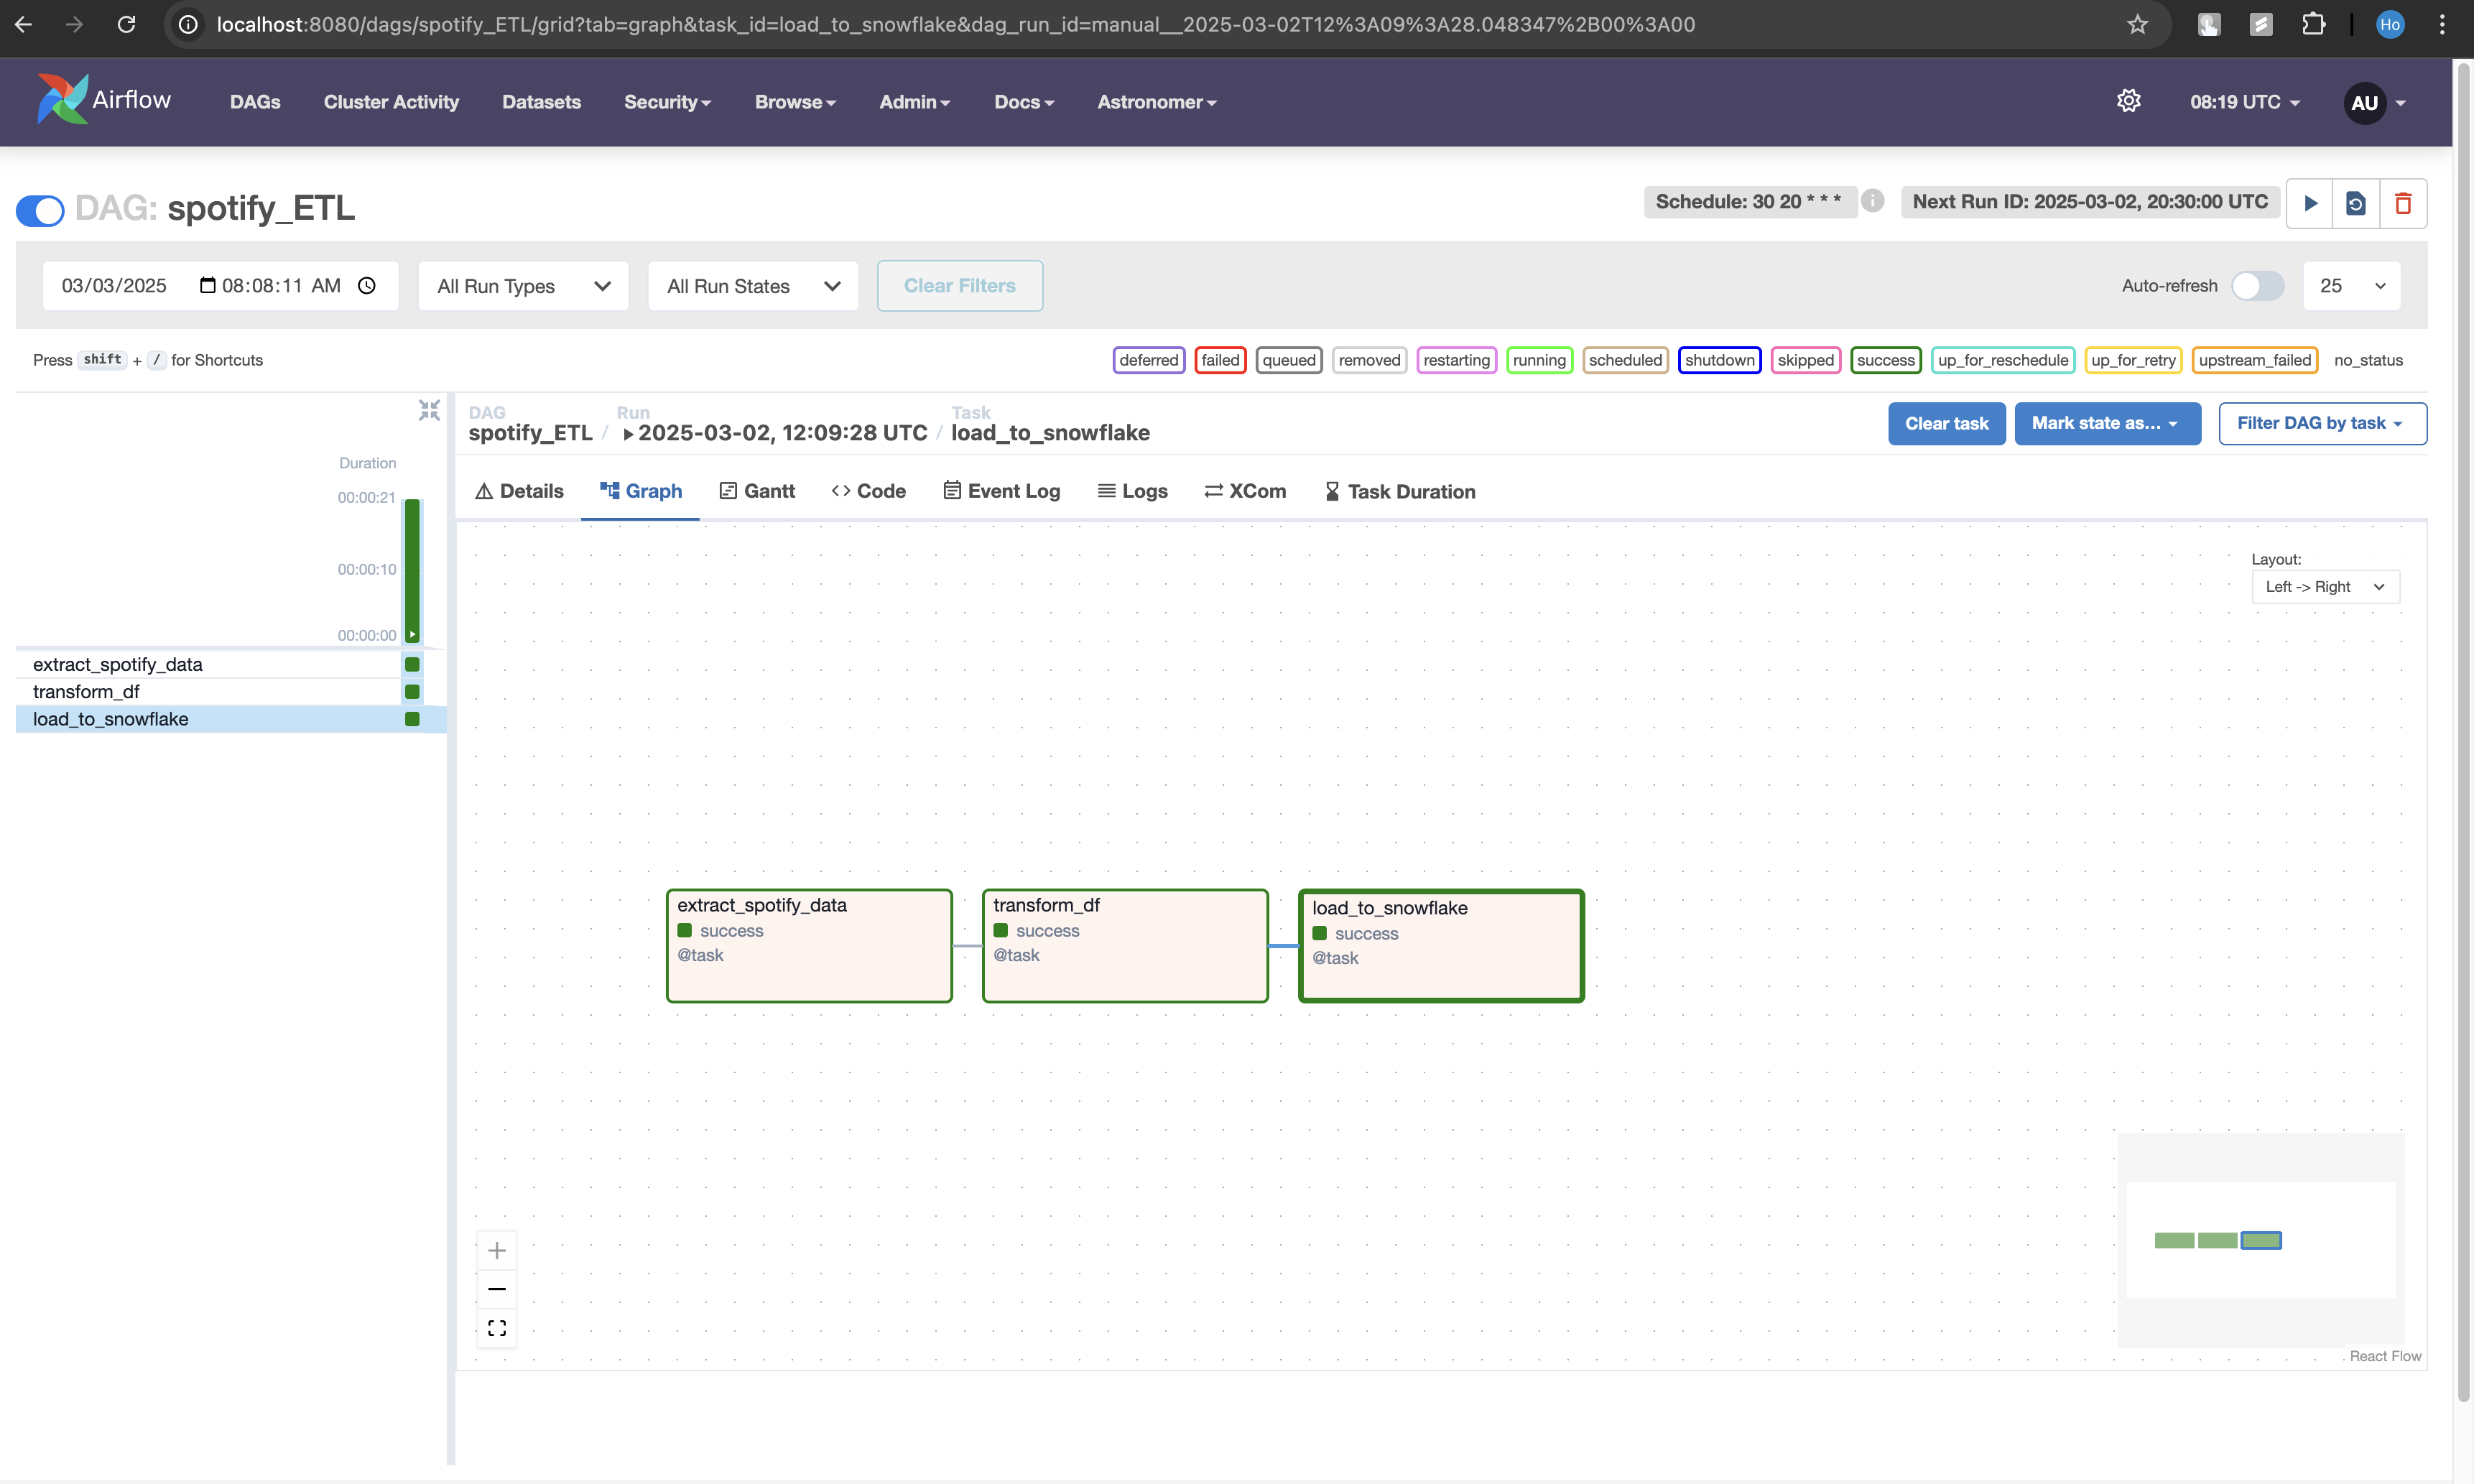 localhost:8080/dags/spotify_ETL/grid?tab=graph&task_id=load_to_snowflake&dag_run_id=manual__2025-03-02T12%3A09%3A28.048347%2B00%3A00
Ho
Airflow
DAGs
Cluster Activity
Datasets
Security
Browse
Admin
Docs
Astronomer
08:19 UTC
AU
DAG: spotify_ETL
Schedule: 30 20 * * *
i
Next Run ID: 2025-03-02, 20:30:00 UTC
03/03/2025 08:08:11 AM
All Run Types
All Run States
Clear Filters
Auto-refresh
25
Press shift + / for Shortcuts
deferred
failed
queued
removed
restarting
running
scheduled
shutdown
skipped
success
up_for_reschedule
up_for_retry
upstream_failed
no_status
Duration
00:00:21
00:00:10
00:00:00
extract_spotify_data
transform_df
load_to_snowflake
DAG
spotify_ETL
/
Run
2025-03-02, 12:09:28 UTC
/
Task
load_to_snowflake
Clear task
Mark state as...
Filter DAG by task
Details
Graph
Gantt
Code
Event Log
Logs
XCom
Task Duration
Layout:
Left -> Right
extract_spotify_data
success
@task
transform_df
success
@task
load_to_snowflake
success
@task
React Flow